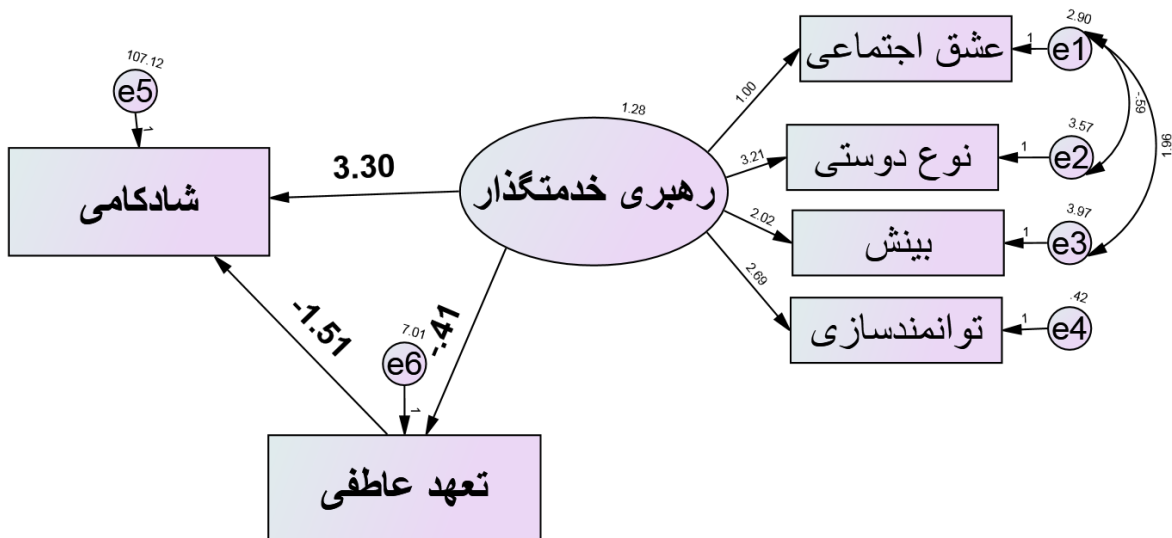 107.12
e5
1
شادکامی
3.30
1.28
رهبری خدمتگذار
-1.51
-.41
7.01
e6
1
تعهد عاطفی
1.00
3.21
2.02
2.69
عشق اجتماعی
1
2.90
e1
نوع دوستی
1
3.57
e2
بینش
1
3.97
e3
توانمندسازی
1
.42
e4
-.59
1.96